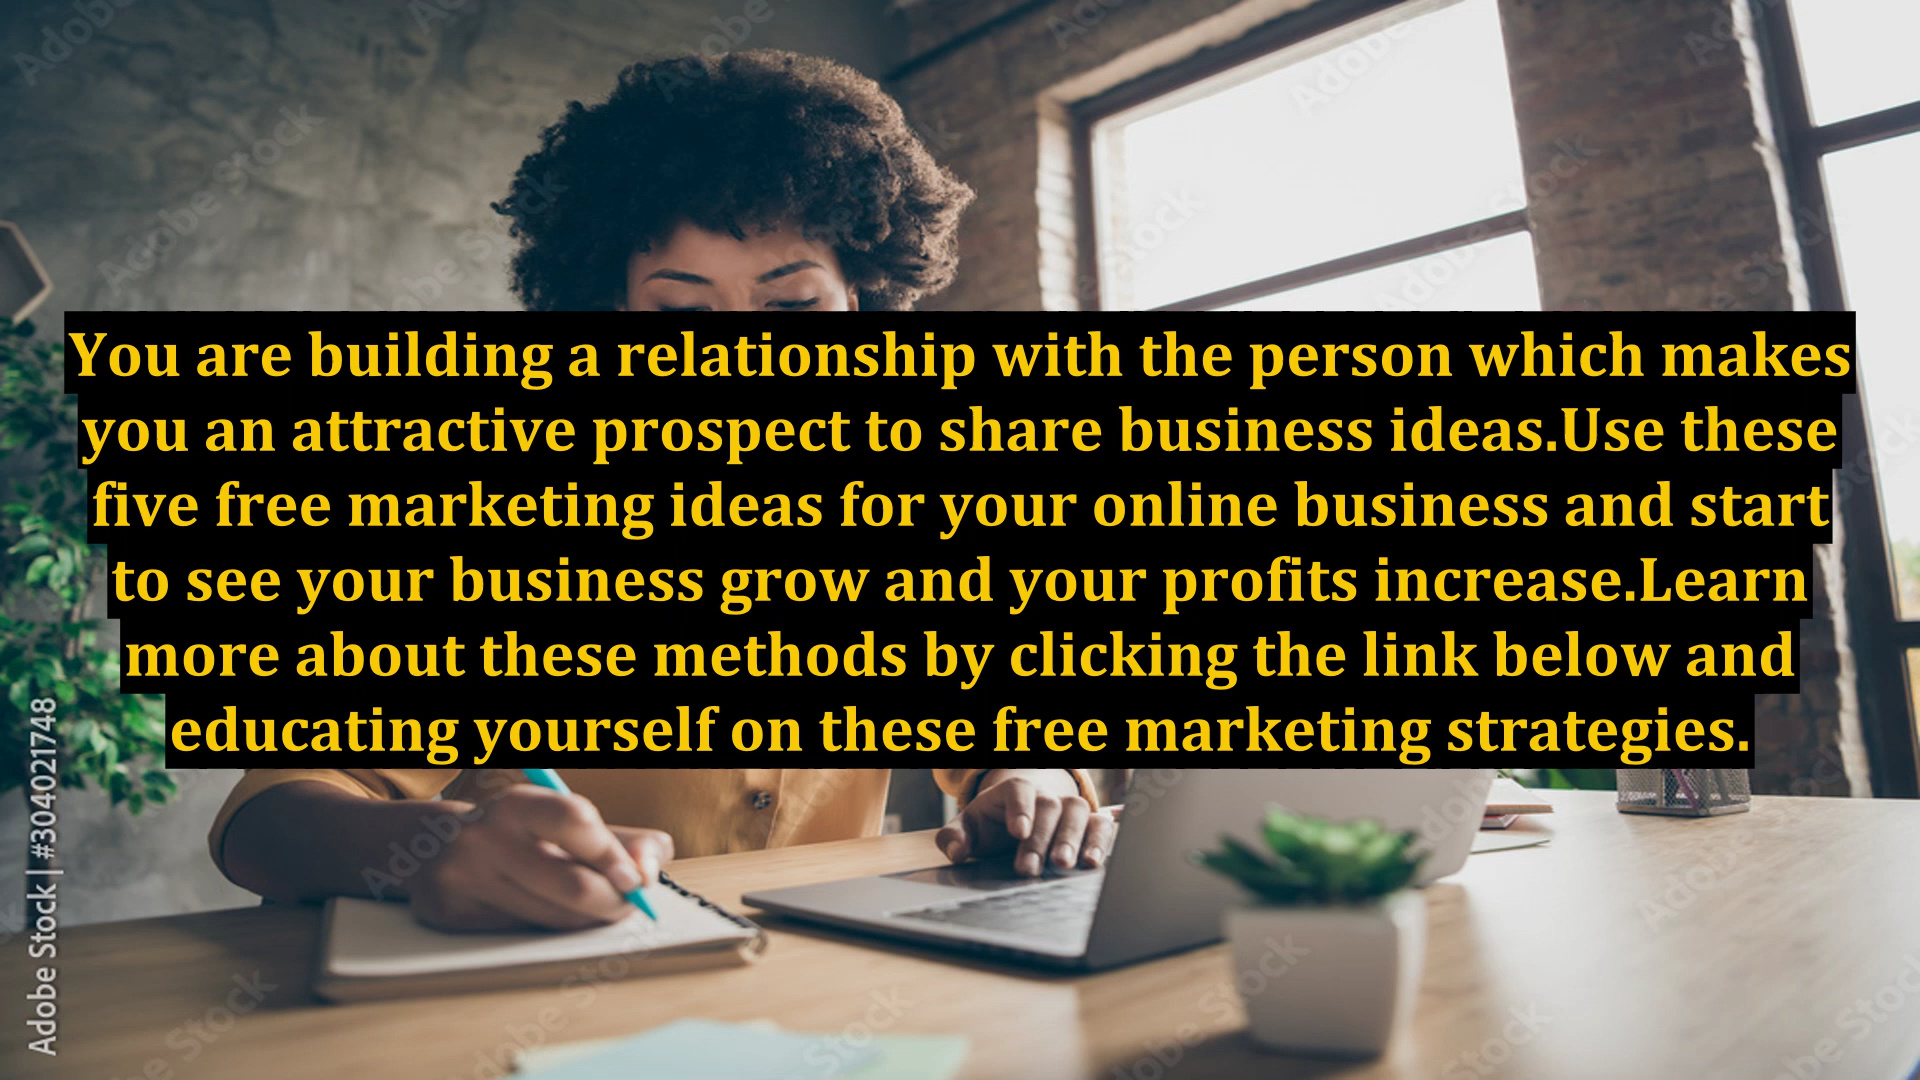 You are building a relationship with the person which makes
you an attractive prospect to share business ideas.Use these
five free marketing ideas for your online business and start
to see your business grow and your profits increase.Learn
more about these methods by clicking the link below and
educating yourself on these free marketing strategies.
Adobe Stock | #304021748